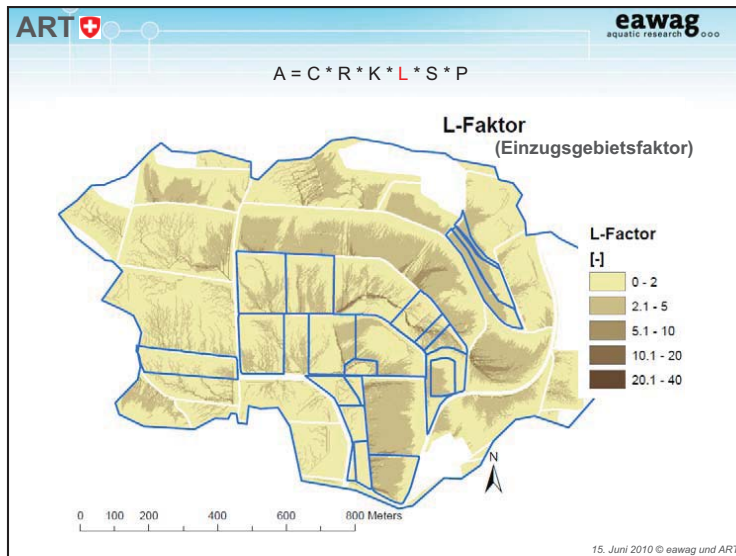 ART
eawag
aquatic research
A = C * R * K * L * S * P
L-Faktor
(Einzugsgebietsfaktor)
L-Factor
[-]
0 - 2
2.1 - 5
5.1 - 10
10.1 - 20
20.1 - 40
N
0 100 200 400 600 800 Meters
15. Juni 2010 © eawag und ART